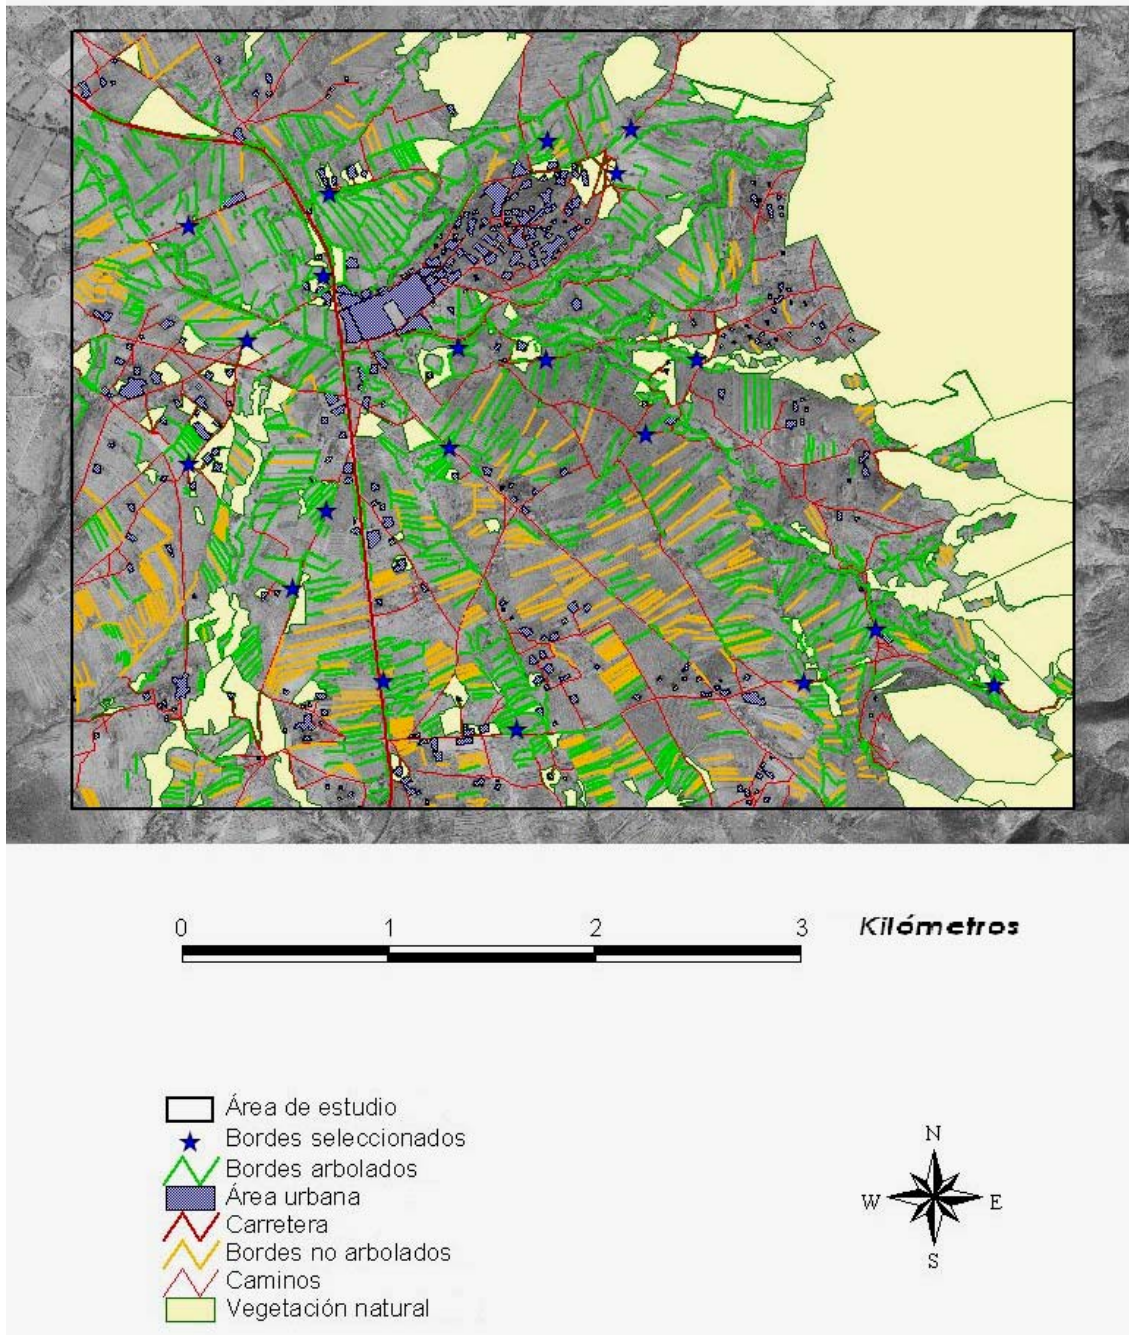 0 1 2 3 Kilómetros
Área de estudio
Bordes seleccionados
Bordes arbolados
Área urbana
Carretera
Bordes no arbolados
Caminos
Vegetación natural
N
W E
S